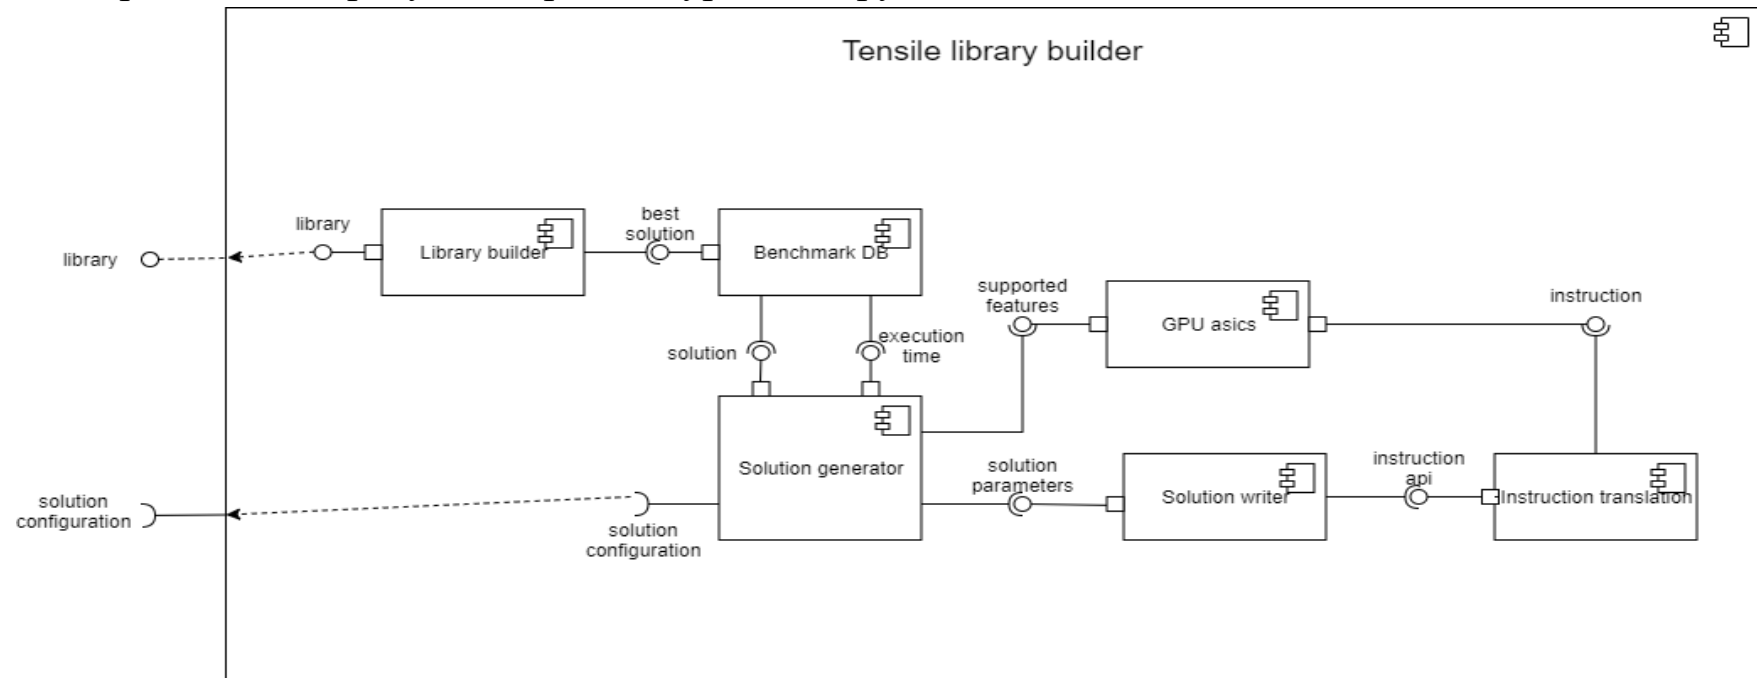 Tensile library builder
library
library
Library builder
best
solution
Benchmark DB
supported
features
GPU asics
instruction
solution
execution
time
Solution generator
solution
configuration
solution
configuration
solution
parameters
Solution writer
instruction
api
Instruction translation